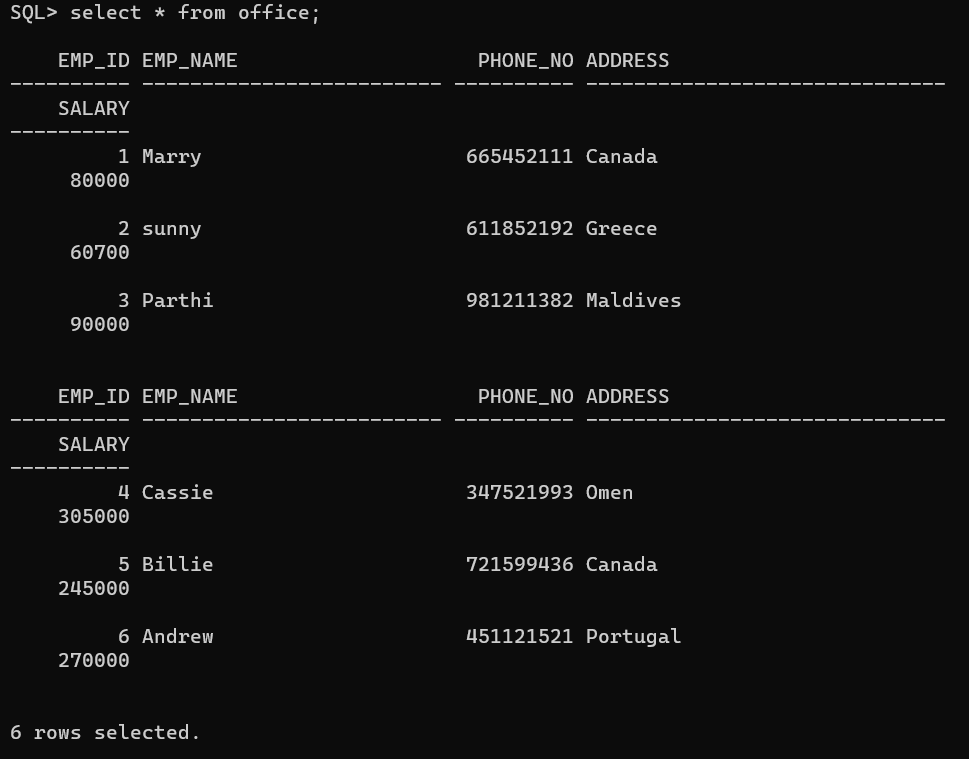 SQL> select * from office;
    EMP_ID EMP_NAME                    PHONE_NO ADDRESS
---------- ------------------------- ---------- ------------------------------
    SALARY
----------
         1 Marry                      665452111 Canada
     80000
         2 sunny                      611852192 Greece
     60700
         3 Parthi                     981211382 Maldives
     90000
    EMP_ID EMP_NAME                    PHONE_NO ADDRESS
---------- ------------------------- ---------- ------------------------------
    SALARY
----------
         4 Cassie                     347521993 Omen
    305000
         5 Billie                     721599436 Canada
    245000
         6 Andrew                     451121521 Portugal
    270000
6 rows selected.